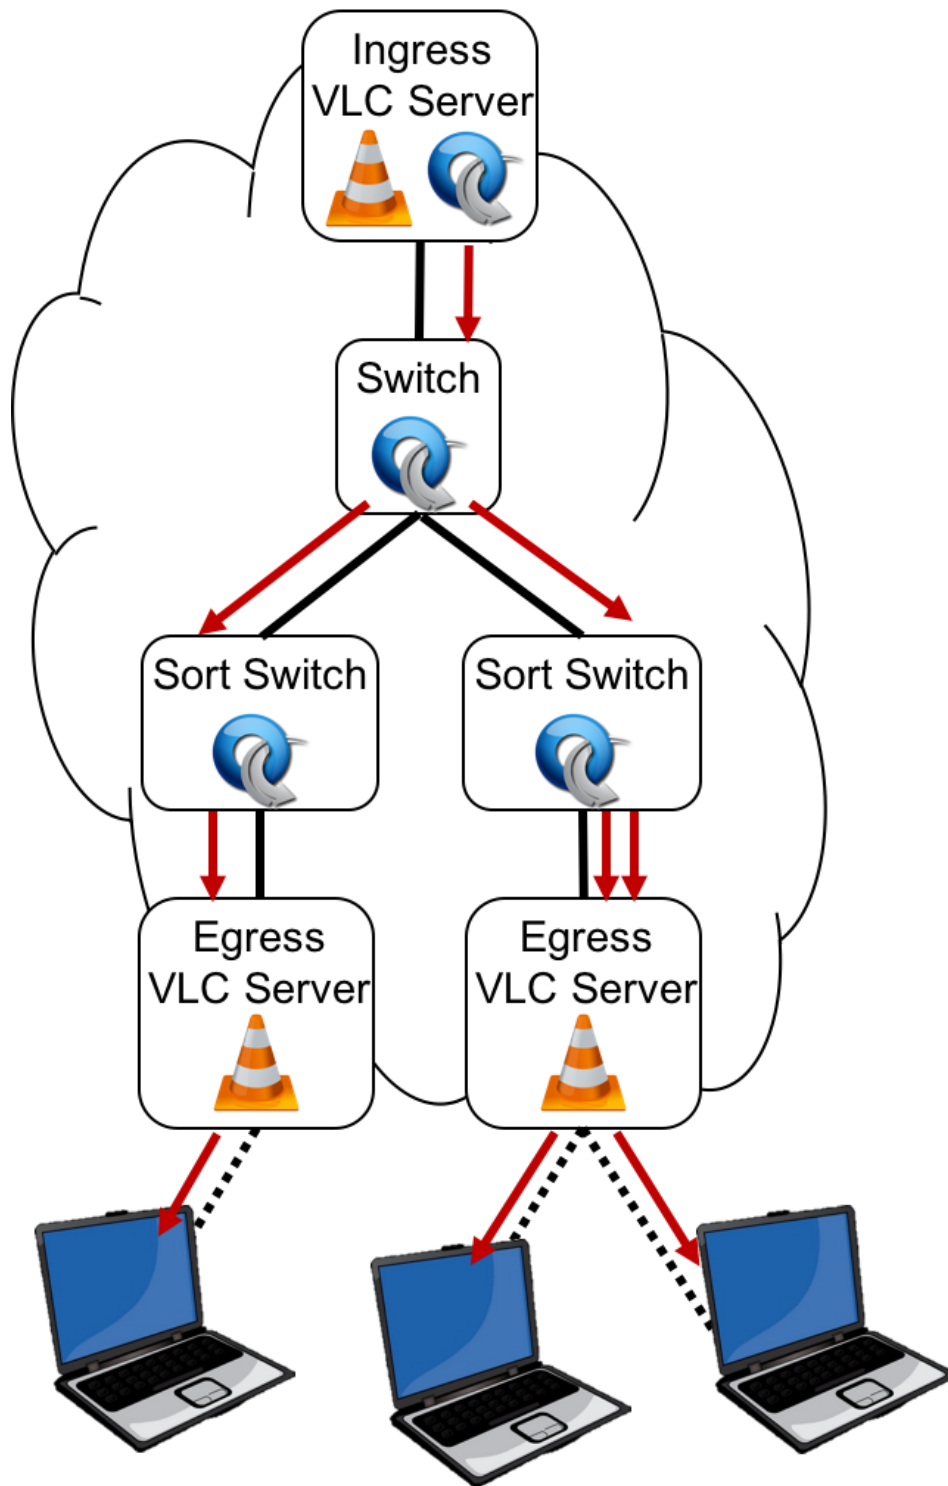 Ingress
VLC Server
Switch
Sort Switch
Sort Switch
Egress
VLC Server
Egress
VLC Server